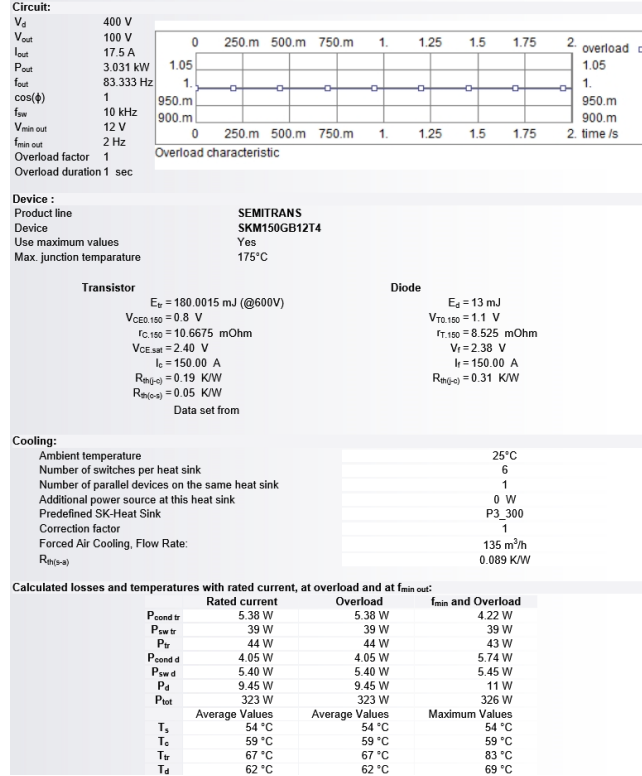 Circuit:
Vd 400 V
Vout 100 V
Iout 17.5 A
Pout 3.031 kW
fout 83.333 Hz
cos(ϕ) 1
fsw 10 kHz
Vmin out 12 V
fmin out 2 Hz
Overload factor 1
Overload duration 1 sec
0 250.m 500.m 750.m 1. 1.25 1.5 1.75 2. overload
1.05 1.05
1. 1.
950.m 950.m
900.m 900.m
0 250.m 500.m 750.m 1. 1.25 1.5 1.75 2. time /s
Overload characteristic
Device :
Product line SEMITRANS
Device SKM150GB12T4
Use maximum values Yes
Max. junction temparature 175°C
Transistor Diode
Etr = 180.0015 mJ (@600V) Ed = 13 mJ
VCE0.150 = 0.8 V VT0.150 = 1.1 V
rC.150 = 10.6675 mOhm rT.150 = 8.525 mOhm
VCE.sat = 2.40 V Vf = 2.38 V
Ic = 150.00 A If = 150.00 A
Rth(j-c) = 0.19 K/W Rth(j-c) = 0.31 K/W
Rth(c-s) = 0.05 K/W
Data set from
Cooling:
Ambient temperature 25°C
Number of switches per heat sink 6
Number of parallel devices on the same heat sink 1
Additional power source at this heat sink 0 W
Predefined SK-Heat Sink P3_300
Correction factor 1
Forced Air Cooling, Flow Rate: 135 m³/h
Rth(s-a) 0.089 K/W
Calculated losses and temperatures with rated current, at overload and at fmin out:
Rated current Overload fmin and Overload
Pcond tr 5.38 W 5.38 W 4.22 W
Psw tr 39 W 39 W 39 W
Ptr 44 W 44 W 43 W
Pcond d 4.05 W 4.05 W 5.74 W
Psw d 5.40 W 5.40 W 5.45 W
Pd 9.45 W 9.45 W 11 W
Ptot 323 W 323 W 326 W
Average Values Average Values Maximum Values
Ts 54 °C 54 °C 54 °C
Tc 59 °C 59 °C 59 °C
Ttr 67 °C 67 °C 83 °C
Td 62 °C 62 °C 69 °C